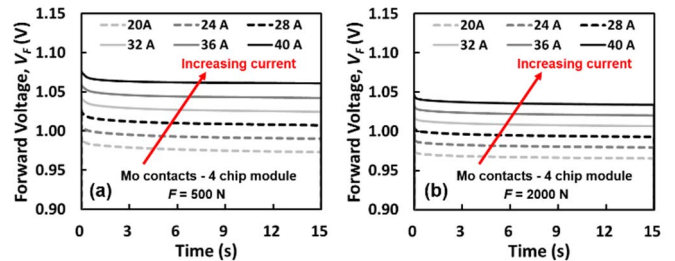 1.15
1.10
1.05
1.00
0.95
0.90
Forward Voltage, VF (V)
20A
24 A
28 A
32 A
36 A
40 A
Increasing current
(a)
Mo contacts - 4 chip module
F = 500 N
0
3
6
9
12
15
Time (s)
1.15
1.10
1.05
1.00
0.95
0.90
Forward Voltage, VF (V)
20A
24 A
28 A
32 A
36 A
40 A
Increasing current
(b)
Mo contacts - 4 chip module
F = 2000 N
0
3
6
9
12
15
Time (s)